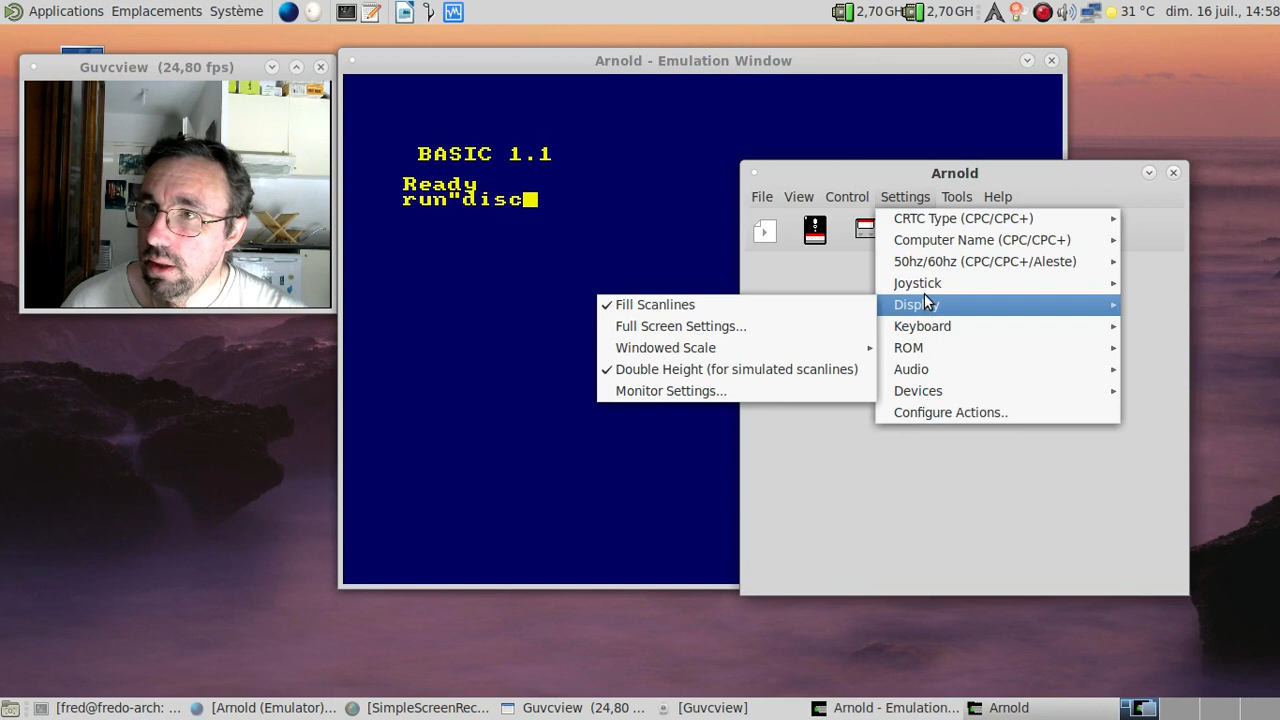 Applications Emplacements Système 2,70 GH 2,70 GH 31 °C dim. 16 juil., 14:58
Guvcview (24,80 fps)
Arnold - Emulation Window
BASIC 1.1
Ready
run"disc
Arnold
File View Control Settings Tools Help
CRTC Type (CPC/CPC+)
Computer Name (CPC/CPC+)
50hz/60hz (CPC/CPC+/Aleste)
Joystick
Display
Keyboard
ROM
Audio
Devices
Configure Actions..
Fill Scanlines
Full Screen Settings...
Windowed Scale
Double Height (for simulated scanlines)
Monitor Settings...
[fred@fredo-arch: ... [Arnold (Emulator)... [SimpleScreenRec... Guvcview (24,80 ... [Guvcview] Arnold - Emulation... Arnold